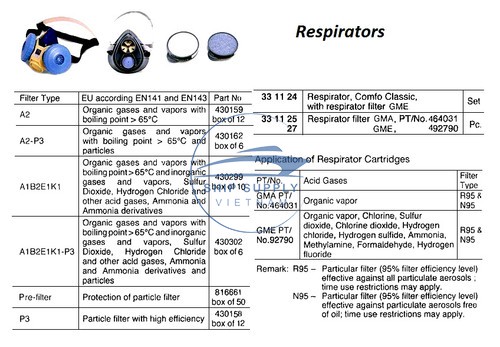 Respirators
Filter Type
EU according EN141 and EN143
Part No
A2
Organic gases and vapors with
boiling point > 65°C
430159
box of 12
A2-P3
Organic gases and vapors
with boiling point > 65°C and
particles
430162
box of 6
A1B2E1K1
Organic gases and vapors with
boiling point>65°C and inorganic
gases and vapors, Sulfur
Dioxide, Hydrogen Chloride and
other acid gases, Ammonia and
Ammonia derivatives
430299
box of 10
A1B2E1K1-P3
Organic gases and vapors with
boiling point>65°C and inorganic
gases and vapors, Sulfur
Dioxide, Hydrogen Chloride
and other acid gases, Ammonia
and Ammonia derivatives and
particles
430302
box of 6
Pre-filter
Protection of particle filter
816661
box of 50
P3
Particle filter with high efficiency
430158
box of 12
33 11 24
Respirator, Comfo Classic,
with respirator filter GME
Set
33 11 25
27
Respirator filter GMA, PT/No. 464031
GME, 492790
Pc.
Application of Respirator Cartridges
PT/No
Acid Gases
Filter
Type
GMA PT/
No.464031
Organic vapor
R95 &
N95
GME PT/
No.92790
Organic vapor, Chlorine, Sulfur
dioxide, Chlorine dioxide, Hydrogen
chloride, Hydrogen sulfide, Ammonia,
Methylamine, Formaldehyde, Hydrogen
fluoride
R95 &
N95
Remark: R95 – Particular filter (95% filter efficiency level)
effective against all particulate aerosols ;
time use restrictions may apply.
N95 – Particular filter (95% filter efficiency level)
effective against particulate aerosols free
of oil; time use restrictions may apply.
SHIP SUPPLY
VIET